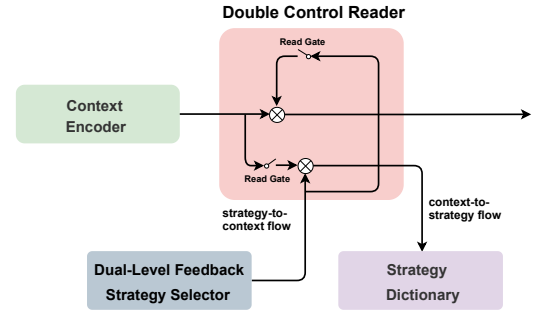 Double Control Reader
Read Gate
Context
Encoder
Read Gate
strategy-to-
context flow
context-to-
strategy flow
Dual-Level Feedback
Strategy Selector
Strategy
Dictionary